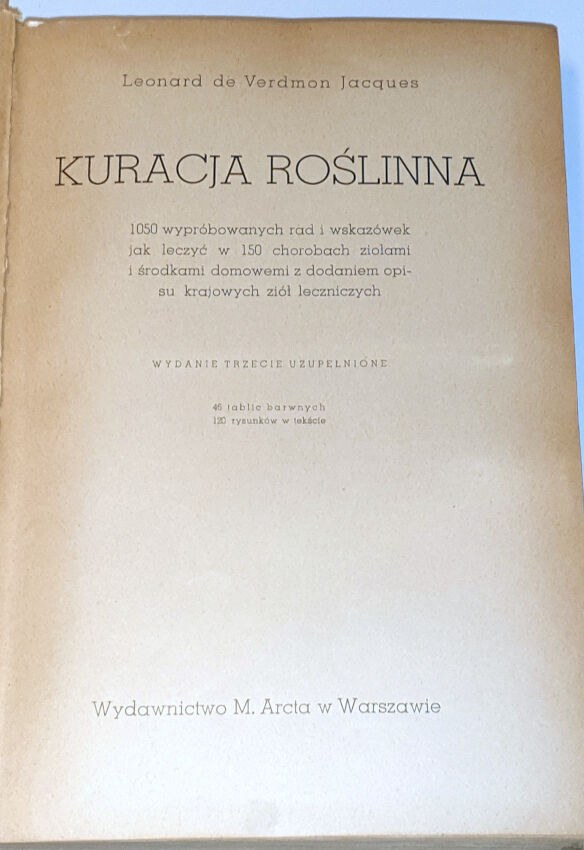 Leonard de Verdmon Jacques
KURACJA ROŚLINNA
1050 wypróbowanych rad i wskazówek
jak leczyć w 150 chorobach ziołami
i środkami domowemi z dodaniem opi-
su krajowych ziół leczniczych
WYDANIE TRZECIE UZUPEŁNIONE
46 tablic barwnych
120 rysunków w tekście
Wydawnictwo M. Arcta w Warszawie